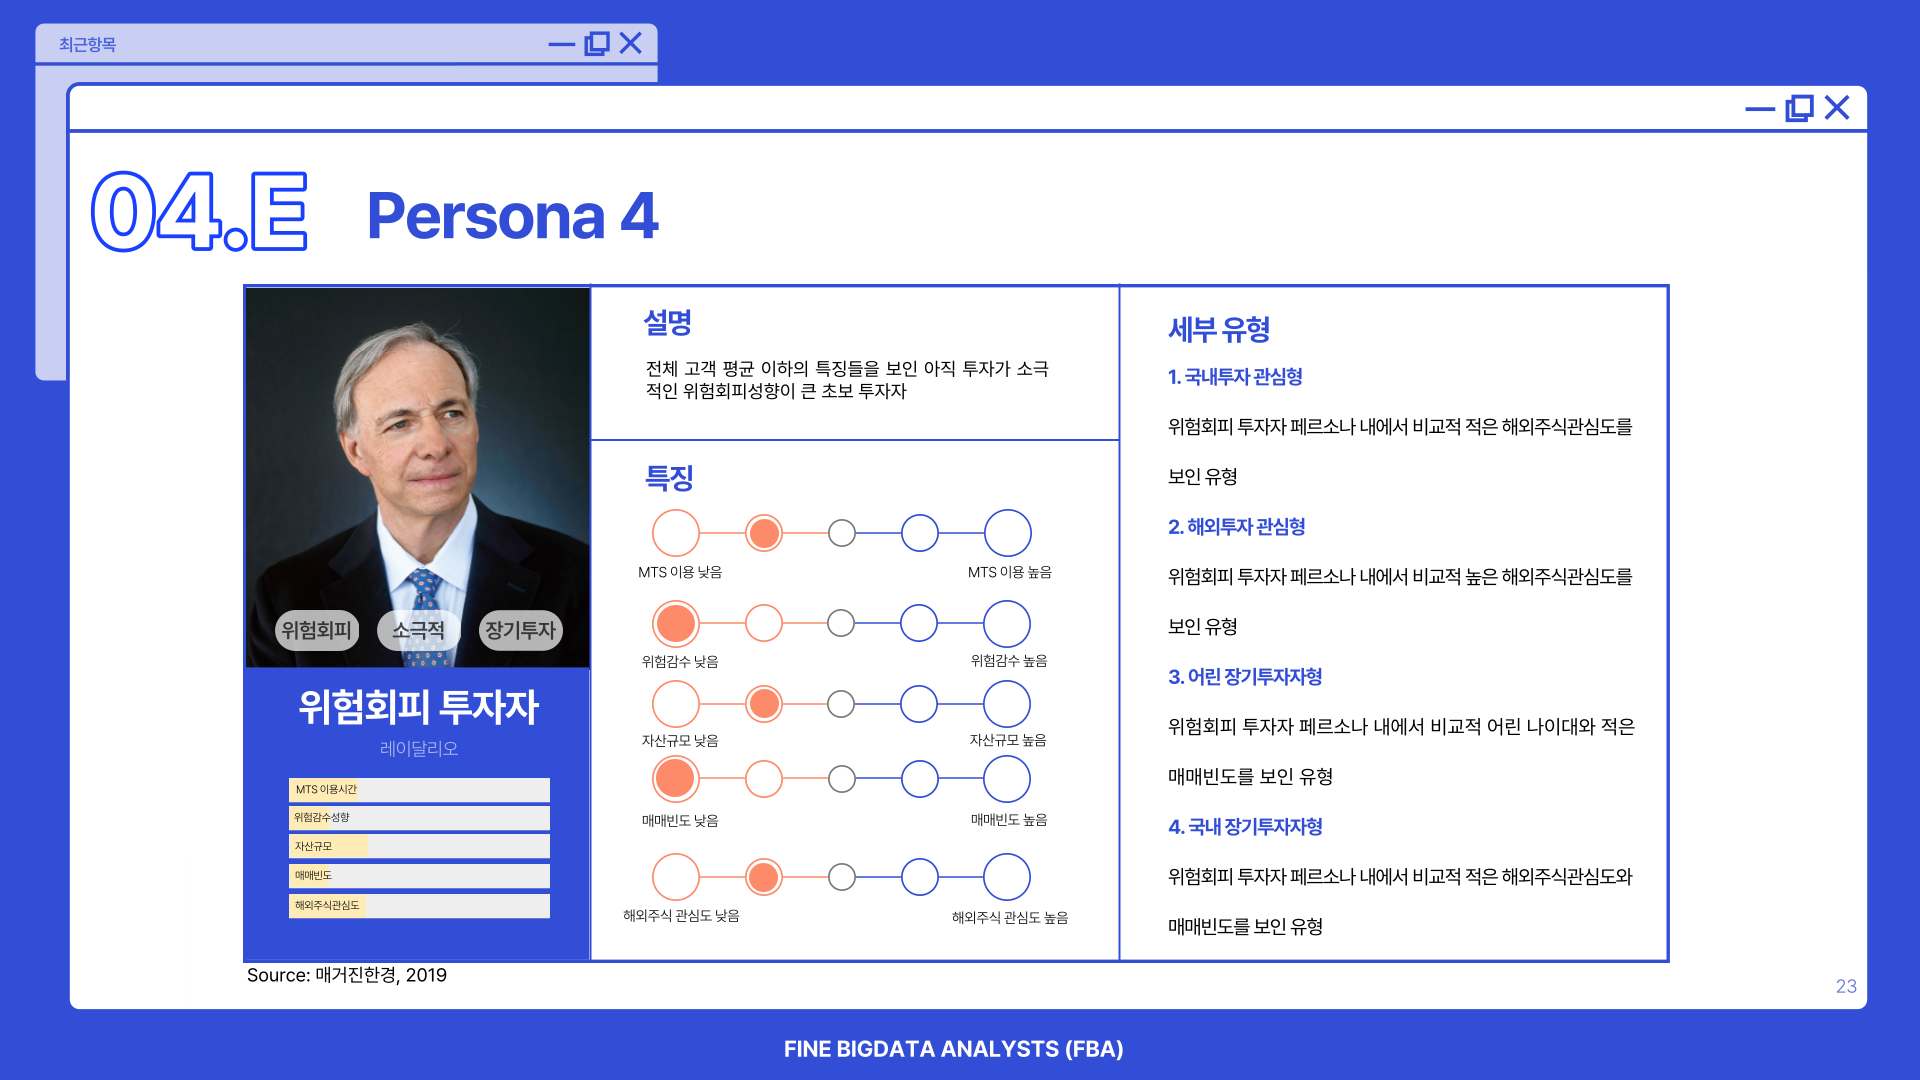 최근항목
04.E
Persona 4
위험회피
소극적
장기투자
위험회피 투자자
레이달리오
MTS 이용시간
위험감수성향
자산규모
매매빈도
해외주식관심도
설명
전체 고객 평균 이하의 특징들을 보인 아직 투자가 소극
적인 위험회피성향이 큰 초보 투자자
특징
MTS 이용 낮음
MTS 이용 높음
위험감수 낮음
위험감수 높음
자산규모 낮음
자산규모 높음
매매빈도 낮음
매매빈도 높음
해외주식 관심도 낮음
해외주식 관심도 높음
세부 유형
1. 국내투자 관심형
위험회피 투자자 페르소나 내에서 비교적 적은 해외주식관심도를
보인 유형
2. 해외투자 관심형
위험회피 투자자 페르소나 내에서 비교적 높은 해외주식관심도를
보인 유형
3. 어린 장기투자자형
위험회피 투자자 페르소나 내에서 비교적 어린 나이대와 적은
매매빈도를 보인 유형
4. 국내 장기투자자형
위험회피 투자자 페르소나 내에서 비교적 적은 해외주식관심도와
매매빈도를 보인 유형
Source: 매거진한경, 2019
23
FINE BIGDATA ANALYSTS (FBA)